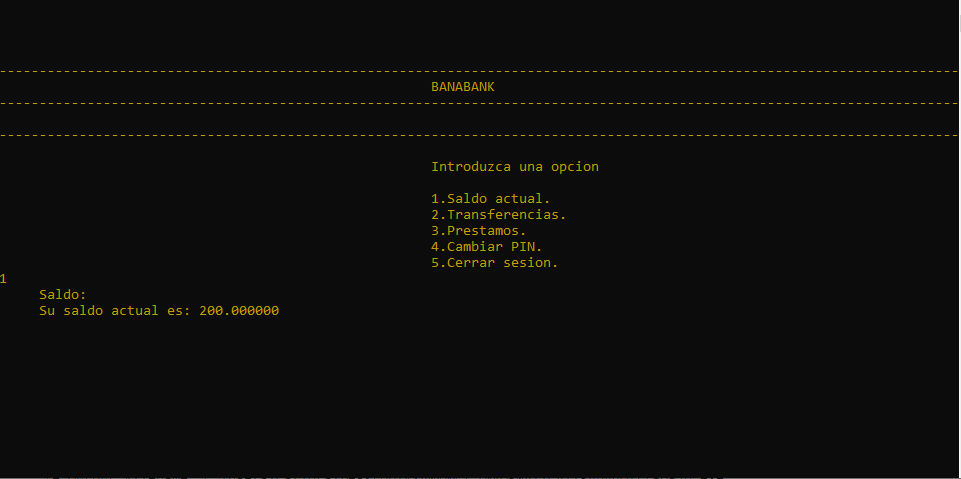 BANABANK
Introduzca una opcion
1.Saldo actual.
2.Transferencias.
3.Prestamos.
4.Cambiar PIN.
5.Cerrar sesion.
1
Saldo:
Su saldo actual es: 200.000000